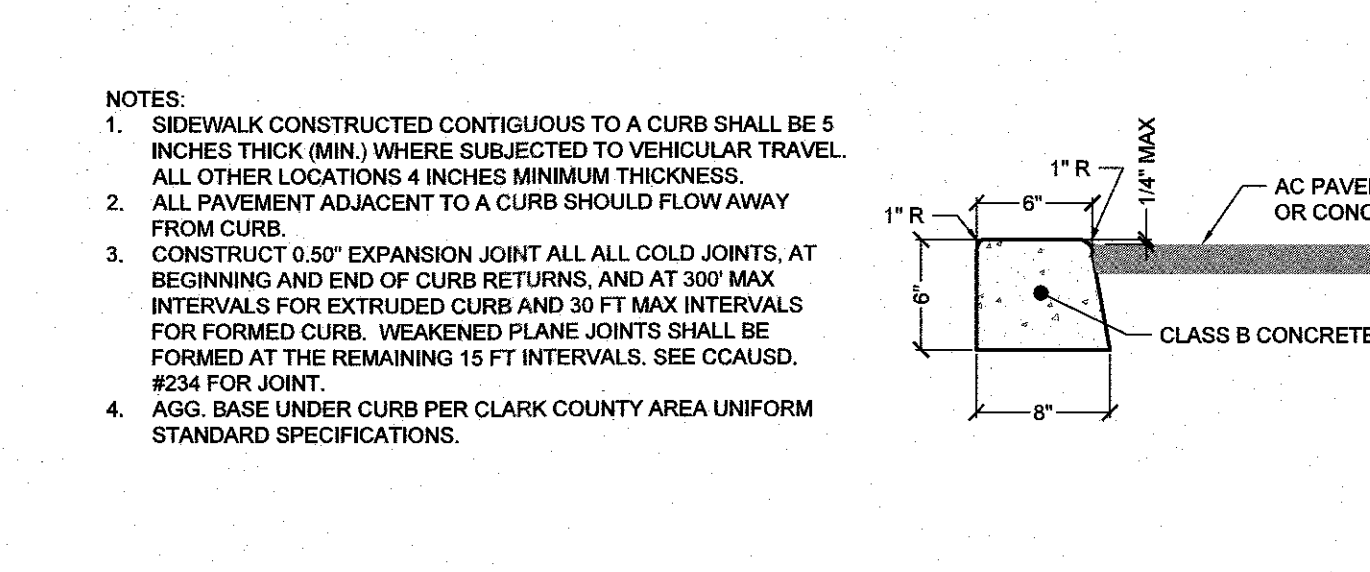 NOTES:
1. SIDEWALK CONSTRUCTED CONTIGUOUS TO A CURB SHALL BE 5
INCHES THICK (MIN.) WHERE SUBJECTED TO VEHICULAR TRAVEL.
ALL OTHER LOCATIONS 4 INCHES MINIMUM THICKNESS.
2. ALL PAVEMENT ADJACENT TO A CURB SHOULD FLOW AWAY
FROM CURB.
3. CONSTRUCT 0.50" EXPANSION JOINT ALL ALL COLD JOINTS, AT
BEGINNING AND END OF CURB RETURNS, AND AT 300' MAX
INTERVALS FOR EXTRUDED CURB AND 30 FT MAX INTERVALS
FOR FORMED CURB. WEAKENED PLANE JOINTS SHALL BE
FORMED AT THE REMAINING 15 FT INTERVALS. SEE CCAUSD.
#234 FOR JOINT.
4. AGG. BASE UNDER CURB PER CLARK COUNTY AREA UNIFORM
STANDARD SPECIFICATIONS.
1" R
6"
1" R
1/4" MAX
AC PAVE
OR CONC
6"
CLASS B CONCRETE
8"